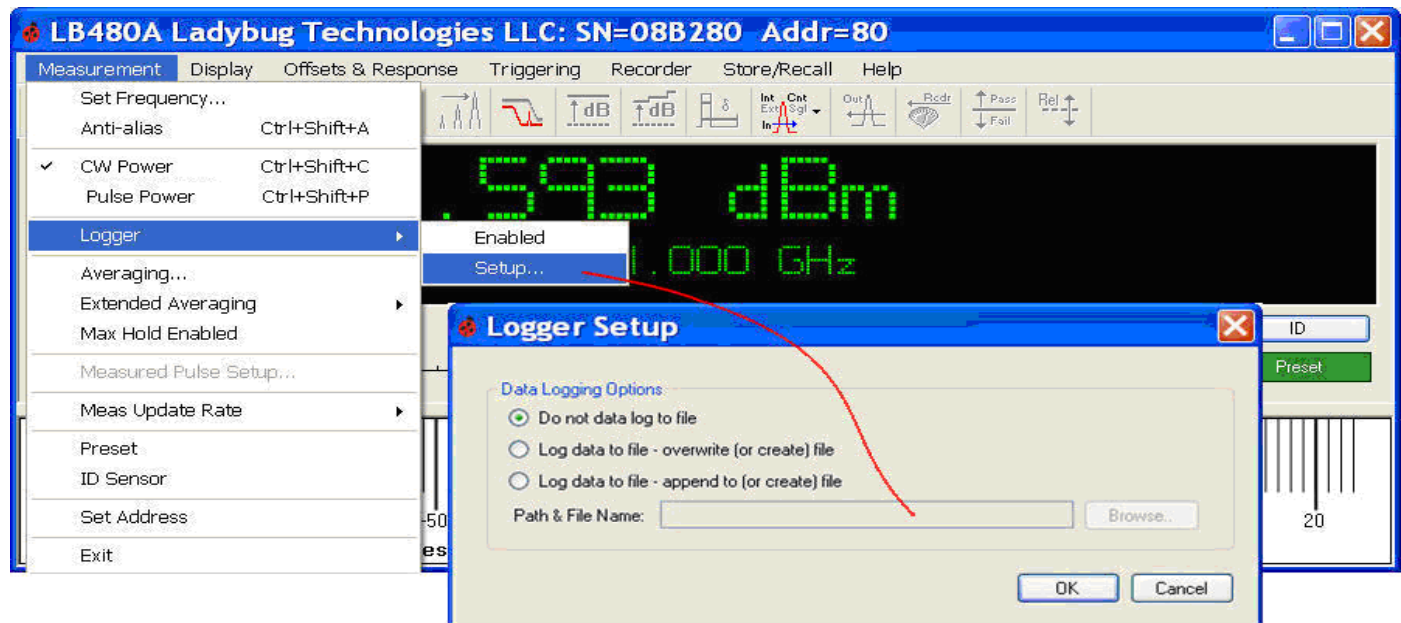 LB480A Ladybug Technologies LLC: SN=08B280 Addr=80
Measurement Display Offsets & Response Triggering Recorder Store/Recall Help
Set Frequency...
Anti-alias Ctrl+Shift+A
CW Power Ctrl+Shift+C
Pulse Power Ctrl+Shift+P
Logger
Averaging...
Extended Averaging
Max Hold Enabled
Measured Pulse Setup...
Meas Update Rate
Preset
ID Sensor
Set Address
Exit
Enabled
Setup...
dB
dB
δ
Int Cnt
Ext Sgl
In
Out
Rcdr
Pass
Fail
Rel
.593 dBm
1.000 GHz
ID
Preset
-50
es
20
Logger Setup
Data Logging Options
Do not data log to file
Log data to file - overwrite (or create) file
Log data to file - append to (or create) file
Path & File Name:
Browse..
OK Cancel